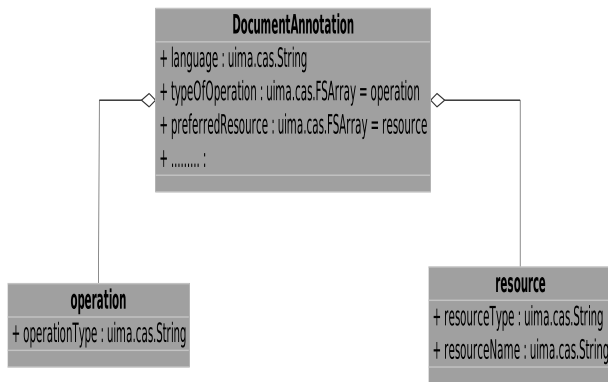 DocumentAnnotation
+ language : uima.cas.String
+ typeOfOperation : uima.cas.FSArray = operation
+ preferredResource : uima.cas.FSArray = resource
+ ......... :
operation
+ operationType : uima.cas.String
resource
+ resourceType : uima.cas.String
+ resourceName : uima.cas.String